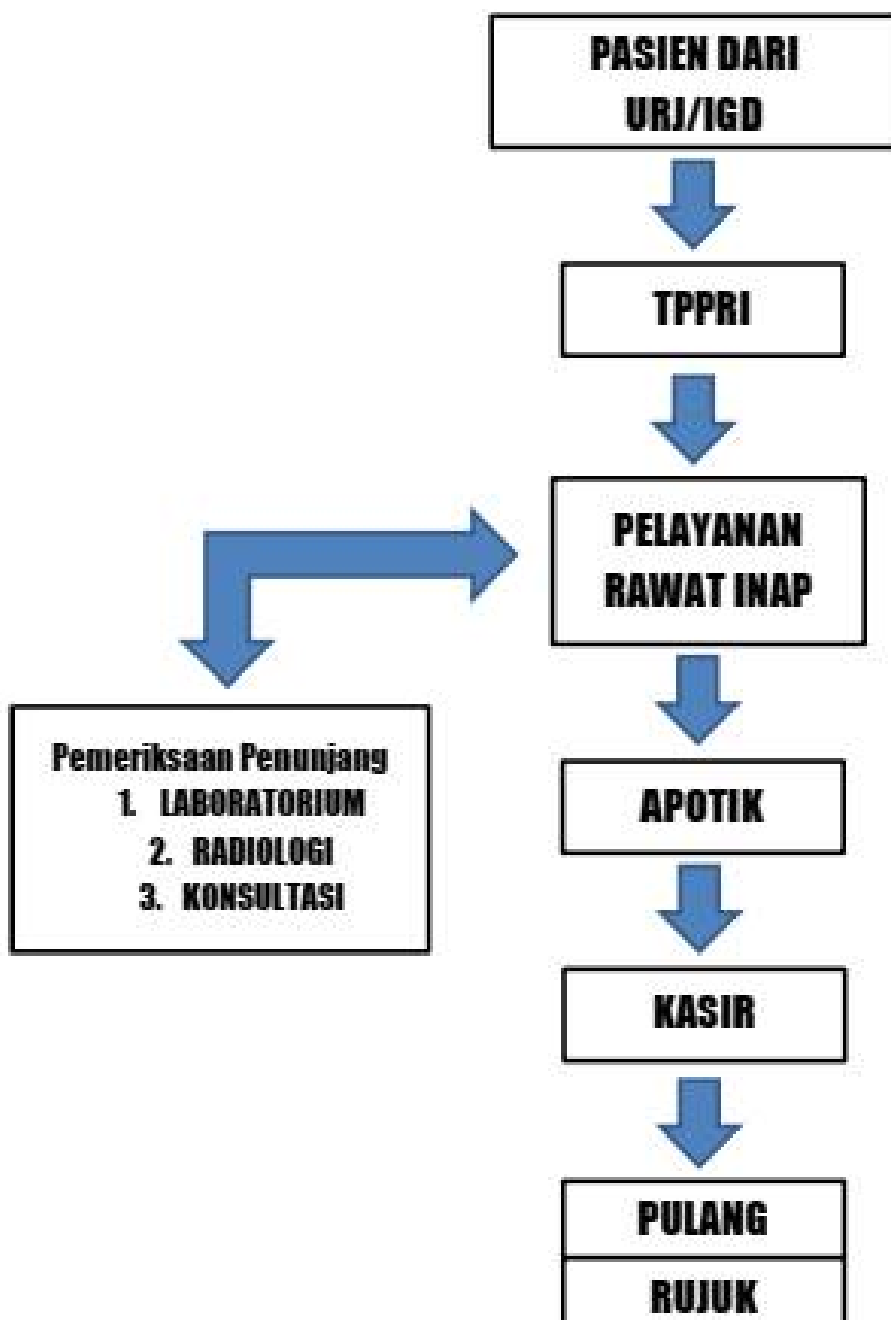 PASIEN DARI
URJ/IGD
TPPRI
PELAYANAN
RAWAT INAP
Pemeriksaan Penunjang
1. LABORATORIUM
2. RADIOLOGI
3. KONSULTASI
APOTIK
KASIR
PULANG
RUJUK